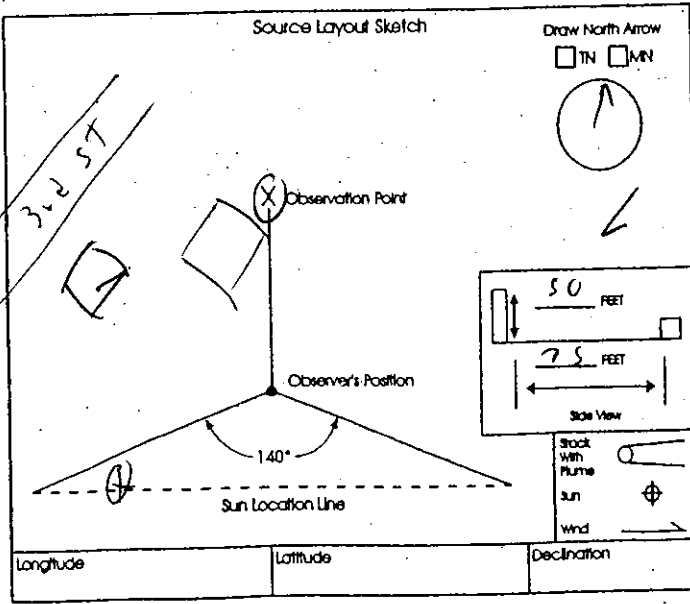 Source Layout Sketch
Draw North Arrow
TN MN
3rd ST
X Observation Point
50 FEET
75 FEET
Side View
Observer's Position
140°
Sun Location Line
Stack
With
Plume
Sun
Wind
Longitude
Latitude
Declination